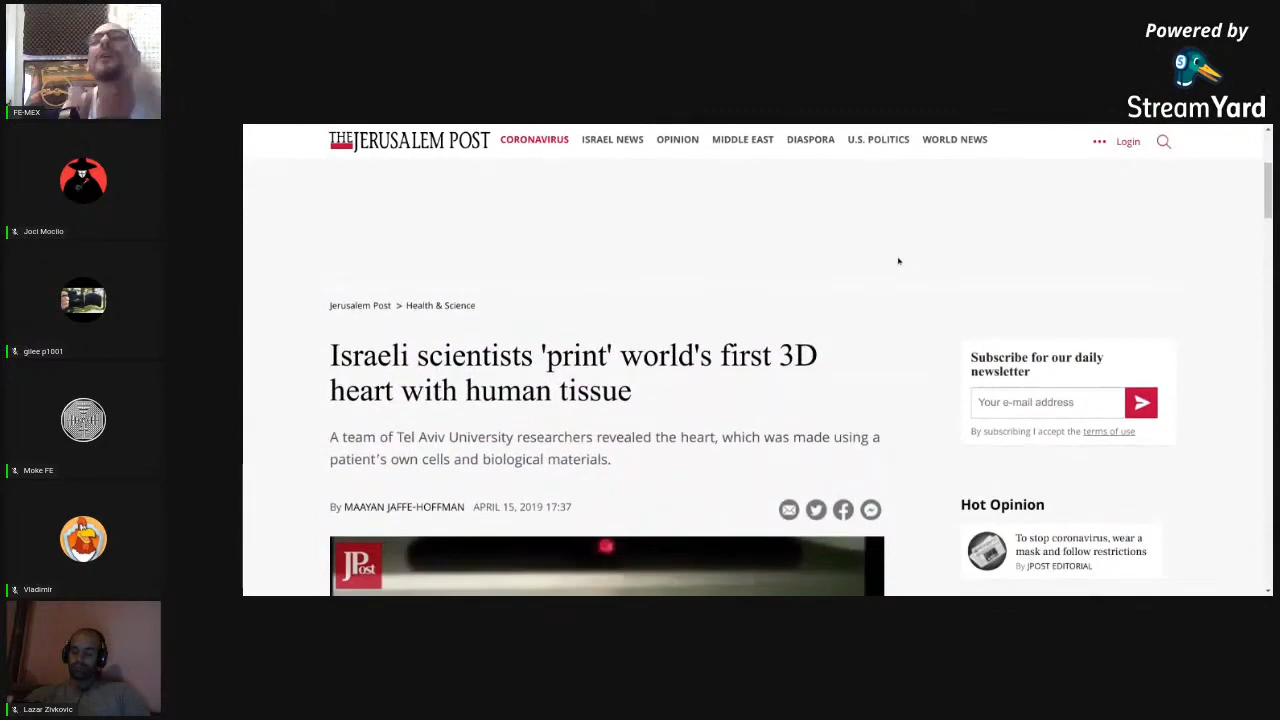 Powered by
StreamYard
FE-MEX
Joci Mocilo
gilee p1001
Moke FE
Vladimir
Lazar Zivkovic
THE JERUSALEM POST CORONAVIRUS ISRAEL NEWS OPINION MIDDLE EAST DIASPORA U.S. POLITICS WORLD NEWS ••• Login
Jerusalem Post > Health & Science
Israeli scientists 'print' world's first 3D
heart with human tissue
A team of Tel Aviv University researchers revealed the heart, which was made using a
patient's own cells and biological materials.
By MAAYAN JAFFE-HOFFMAN APRIL 15, 2019 17:37
JPost
Subscribe for our daily
newsletter
Your e-mail address
By subscribing I accept the terms of use
Hot Opinion
To stop coronavirus, wear a
mask and follow restrictions
By JPOST EDITORIAL